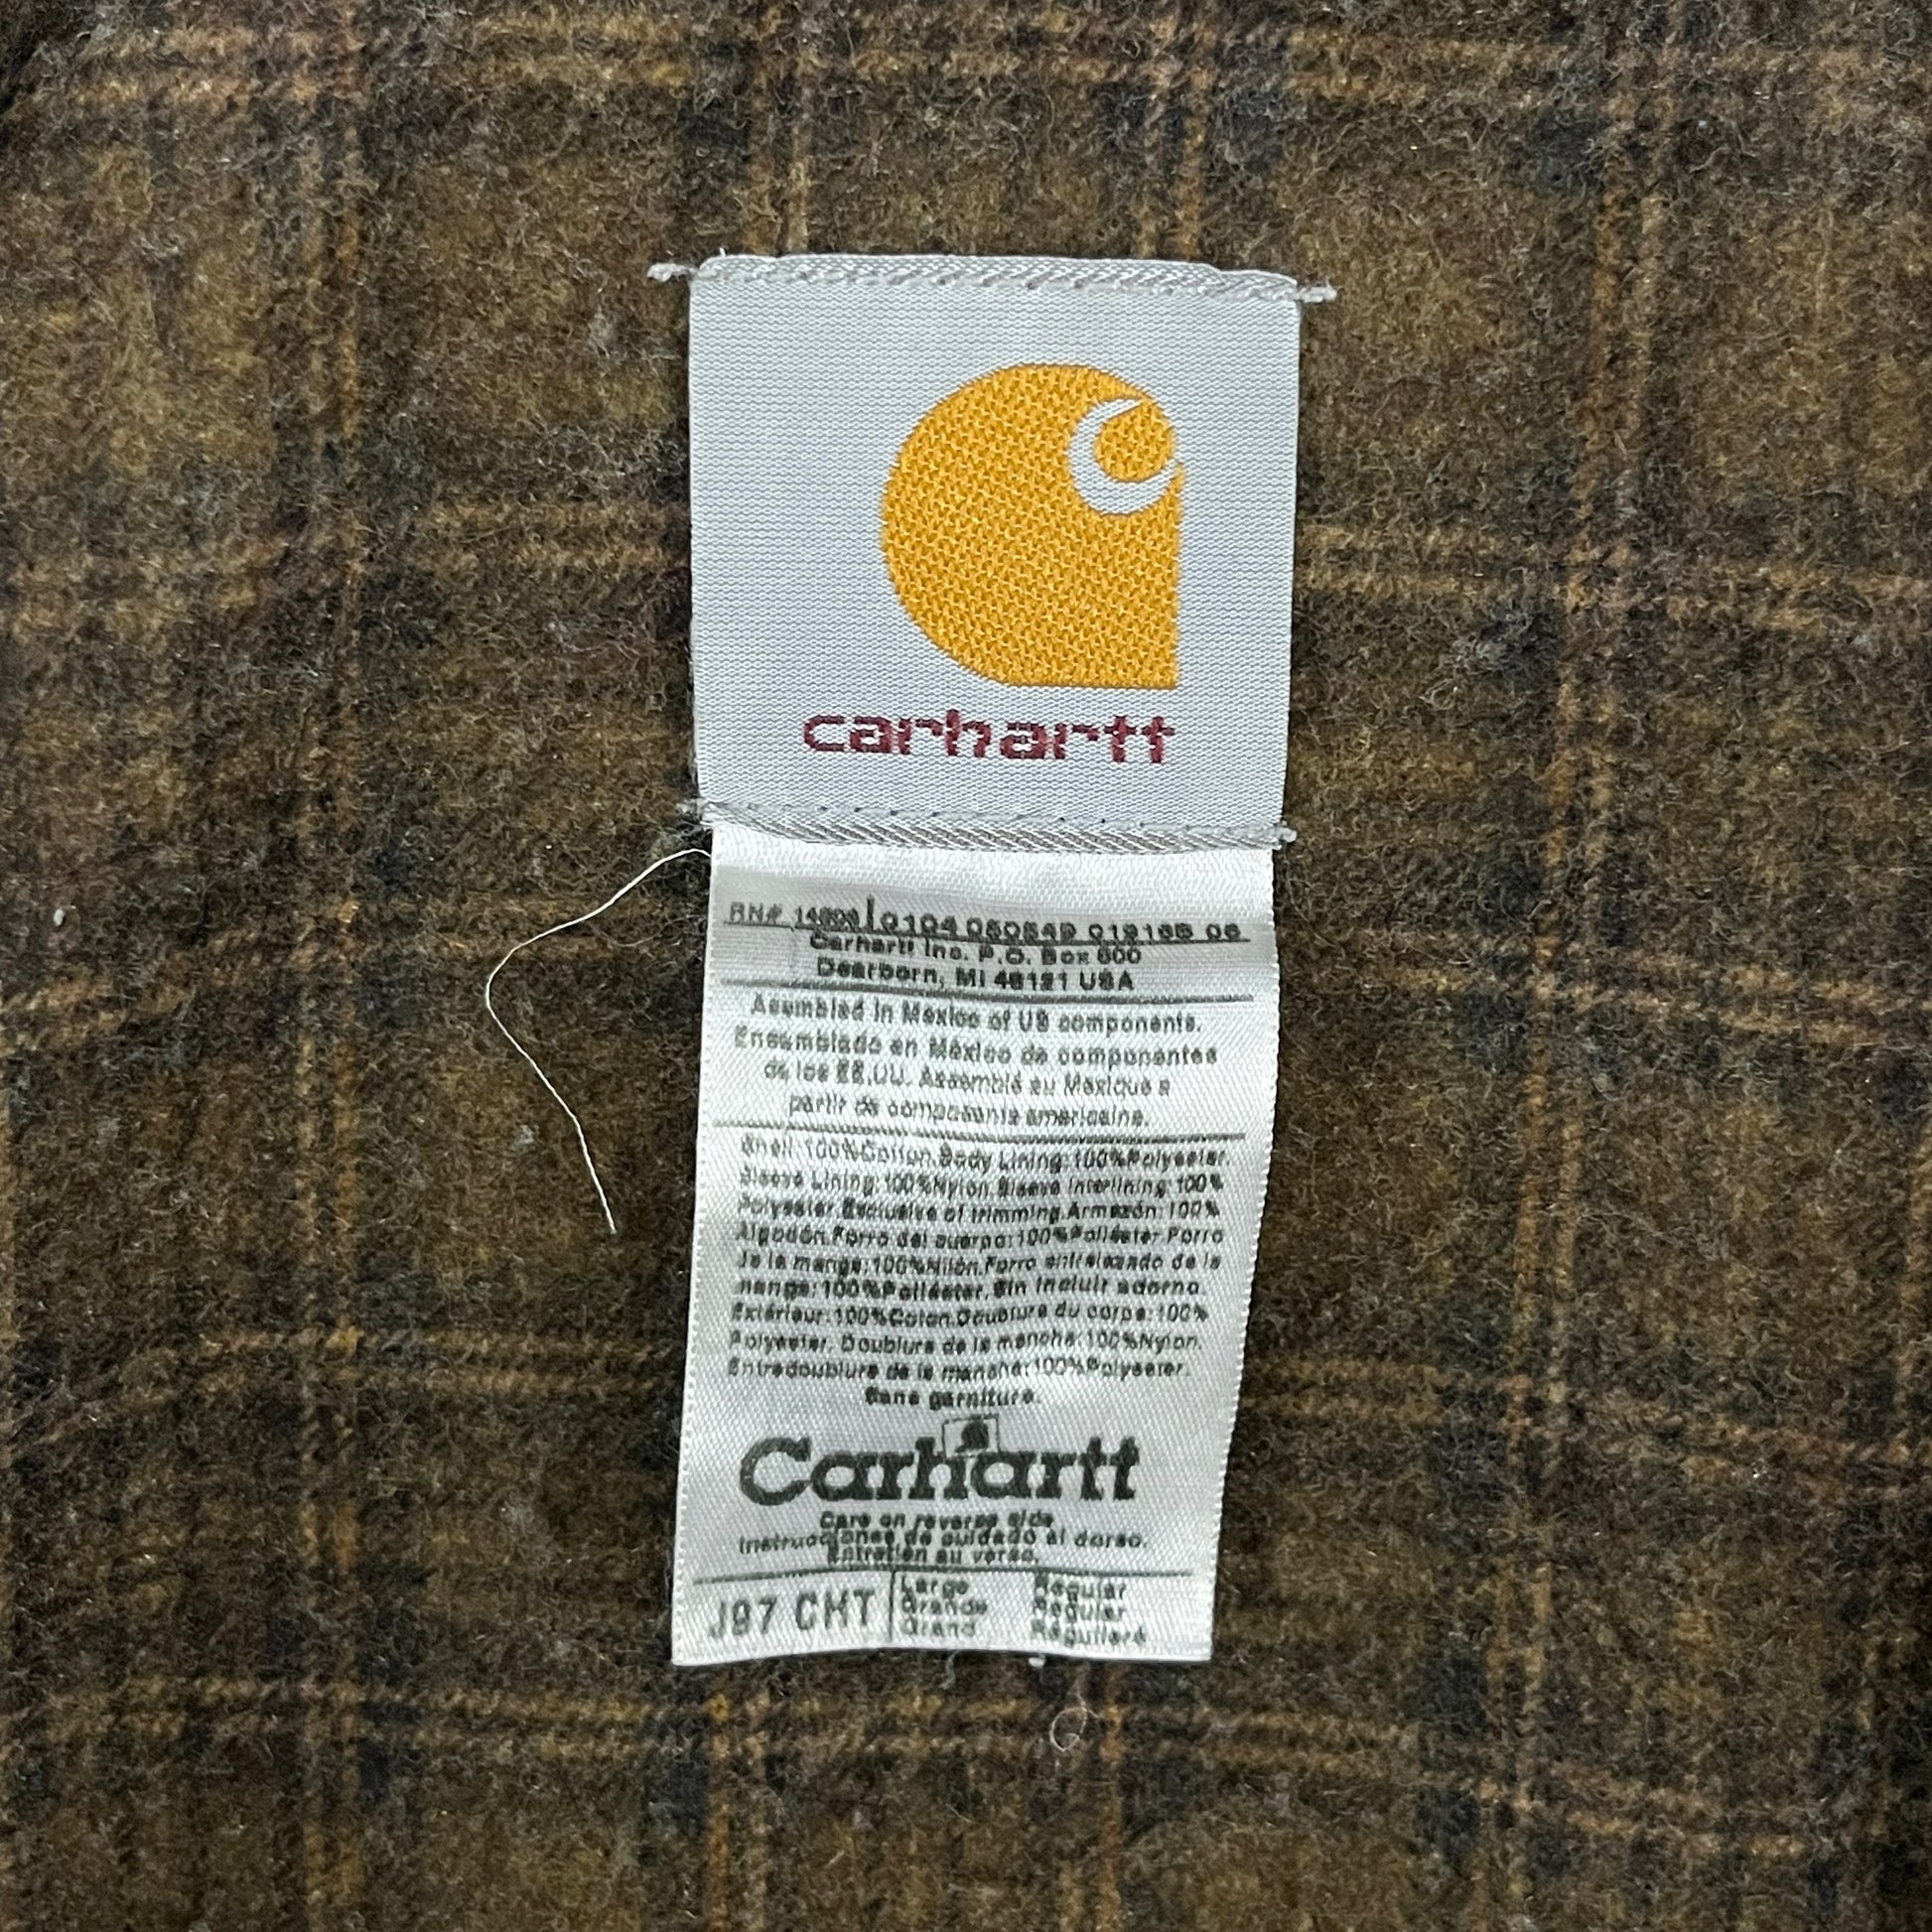 carhartt
RN# 14806 0104 050549 01916B 06
Carhartt Inc. P.O. Box 600
Dearborn, MI 48121 USA
Assembled in Mexico of US components.
Ensamblado en México de componentes
de los EE.UU. Assemblé au Mexique a
partir de composants americains.
Shell: 100%Cotton.Body Lining:100%Polyester.
Sleeve Lining:100%Nylon.Sleeve Interlining:100%
Polyester.Exclusive of trimming.Armazón:100%
Algodón.Forro del cuerpo:100%Poliéster.Forro
de la manga:100%Nilón.Forro entrelazado de la
manga:100%Poliéster.Sin incluir adorno.
Extérieur:100%Coton.Doublure du corps:100%
Polyester. Doublure de la manche:100%Nylon.
Entredoublure de la manche:100%Polyester.
Sans garniture.
Carhartt
Care on reverse side
Instrucciones de cuidado al dorso.
Entretien au verso.
J97 CHT Large Regular
Grande Regular
Grand Régulieré